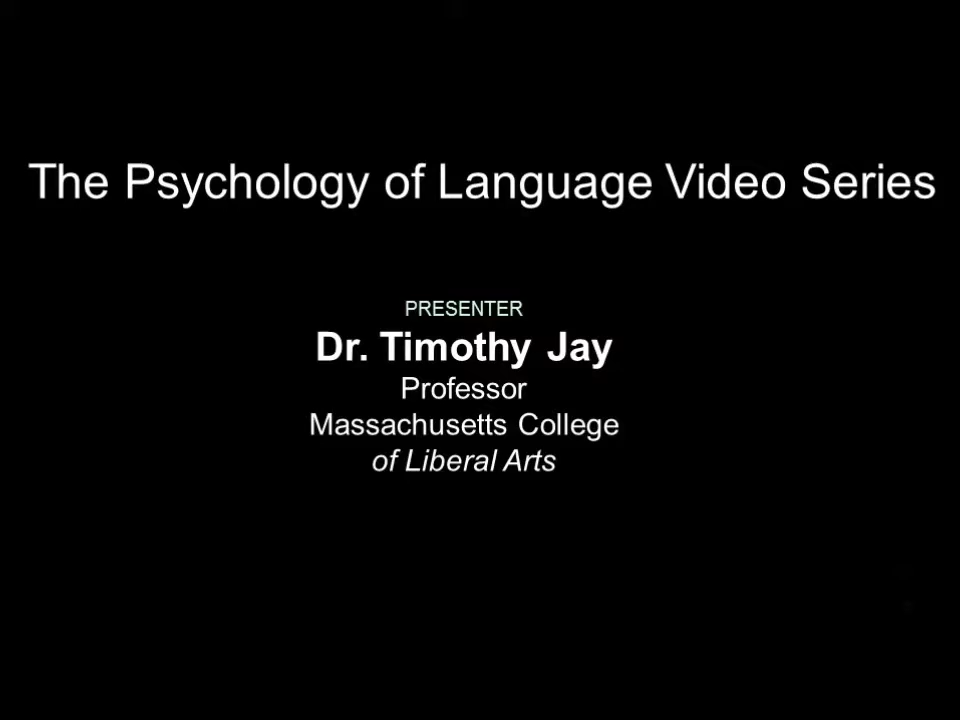 The Psychology of Language Video Series
PRESENTER
Dr. Timothy Jay
Professor
Massachusetts College
of Liberal Arts